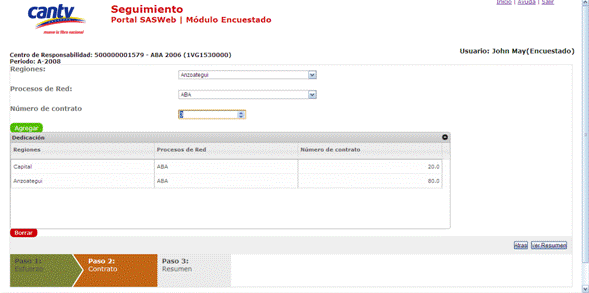 Inicio | Ayuda | Salir
cantv
mueve la fibra nacional
Seguimiento
Portal SASWeb | Módulo Encuestado
Usuario: John May(Encuestado)
Centro de Responsabilidad: 500000001579 - ABA 2006 (1VG1530000)
Periodo: A-2008
Regiones:
Anzoategui
Procesos de Red:
ABA
Número de contrato
Agregar
Dedicación
Regiones Procesos de Red Número de contrato
Capital ABA 20.0
Anzoategui ABA 80.0
Borrar
Atras Ver Resumen
Paso 1: Paso 2: Paso 3:
Esfuerzo Contrato Resumen